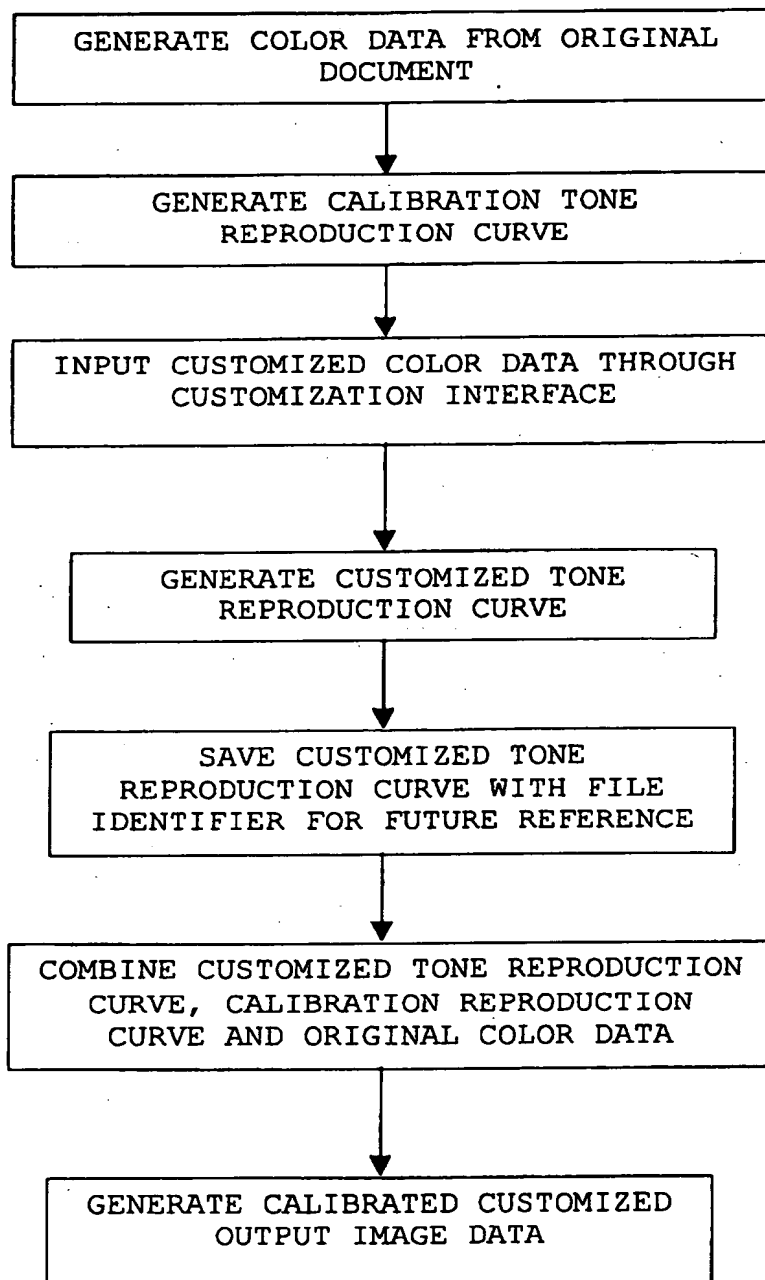 GENERATE COLOR DATA FROM ORIGINAL
DOCUMENT
GENERATE CALIBRATION TONE
REPRODUCTION CURVE
INPUT CUSTOMIZED COLOR DATA THROUGH
CUSTOMIZATION INTERFACE
GENERATE CUSTOMIZED TONE
REPRODUCTION CURVE
SAVE CUSTOMIZED TONE
REPRODUCTION CURVE WITH FILE
IDENTIFIER FOR FUTURE REFERENCE
COMBINE CUSTOMIZED TONE REPRODUCTION
CURVE, CALIBRATION REPRODUCTION
CURVE AND ORIGINAL COLOR DATA
GENERATE CALIBRATED CUSTOMIZED
OUTPUT IMAGE DATA